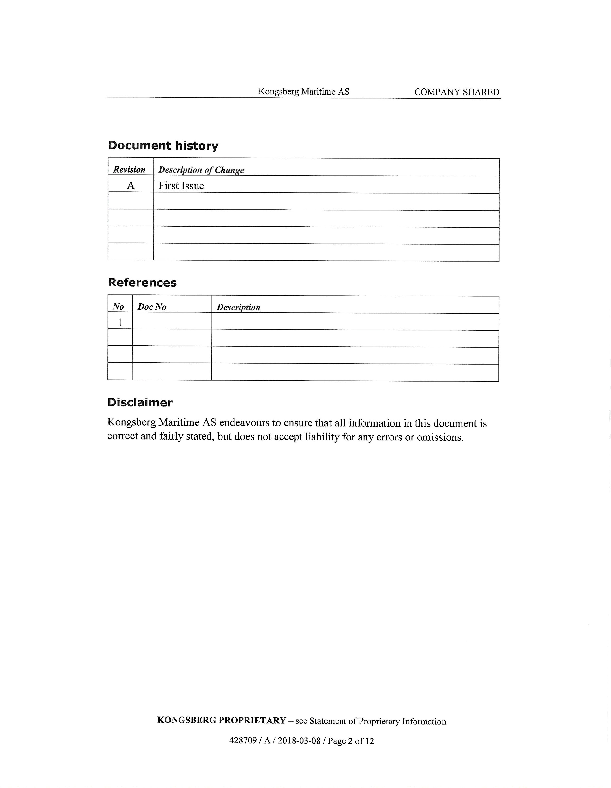 Kongsberg Maritime AS COMPANY SHARED
Document history
Revision Description of Change
A First Issue
References
No Doc No Description
1
Disclaimer
Kongsberg Maritime AS endeavours to ensure that all information in this document is
correct and fairly stated, but does not accept liability for any errors or omissions.
KONGSBERG PROPRIETARY – see Statement of Proprietary Information
428709 / A / 2018-03-08 / Page 2 of 12